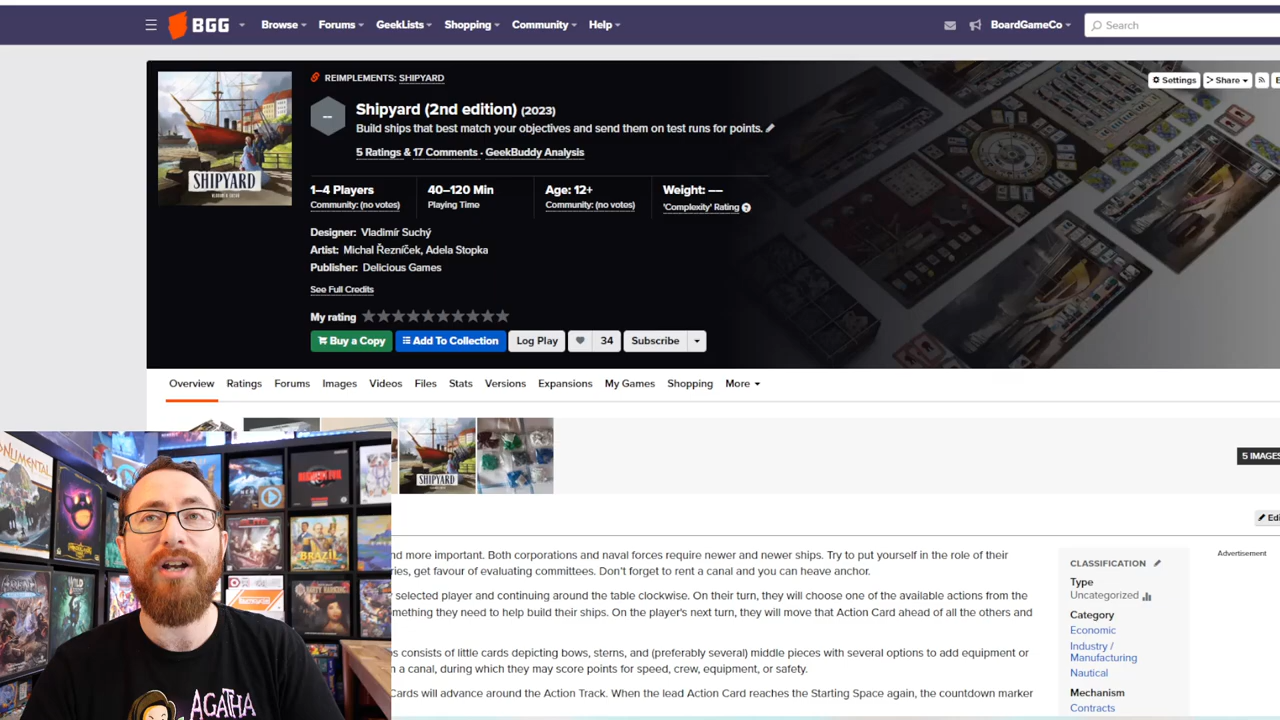 BGG
Browse
Forums
GeekLists
Shopping
Community
Help
BoardGameCo
Search
REIMPLEMENTS: SHIPYARD
Settings
Share
--
Shipyard (2nd edition) (2023)
Build ships that best match your objectives and send them on test runs for points.
5 Ratings & 17 Comments · GeekBuddy Analysis
SHIPYARD
1–4 Players
Community: (no votes)
40–120 Min
Playing Time
Age: 12+
Community: (no votes)
Weight: ––
'Complexity' Rating
Designer: Vladimír Suchý
Artist: Michal Řezníček, Adela Stopka
Publisher: Delicious Games
See Full Credits
My rating
Buy a Copy
Add To Collection
Log Play
34
Subscribe
Overview
Ratings
Forums
Images
Videos
Files
Stats
Versions
Expansions
My Games
Shopping
More
SHIPYARD
5 IMAGES
Edi
nd more important. Both corporations and naval forces require newer and newer ships. Try to put yourself in the role of their
ries, get favour of evaluating committees. Don't forget to rent a canal and you can heave anchor.
selected player and continuing around the table clockwise. On their turn, they will choose one of the available actions from the
mething they need to help build their ships. On the player's next turn, they will move that Action Card ahead of all the others and
os consists of little cards depicting bows, sterns, and (preferably several) middle pieces with several options to add equipment or
n a canal, during which they may score points for speed, crew, equipment, or safety.
Cards will advance around the Action Track. When the lead Action Card reaches the Starting Space again, the countdown marker
CLASSIFICATION
Type
Uncategorized
Category
Economic
Industry /
Manufacturing
Nautical
Mechanism
Contracts
Advertisement
BRAZIL
AGATHA